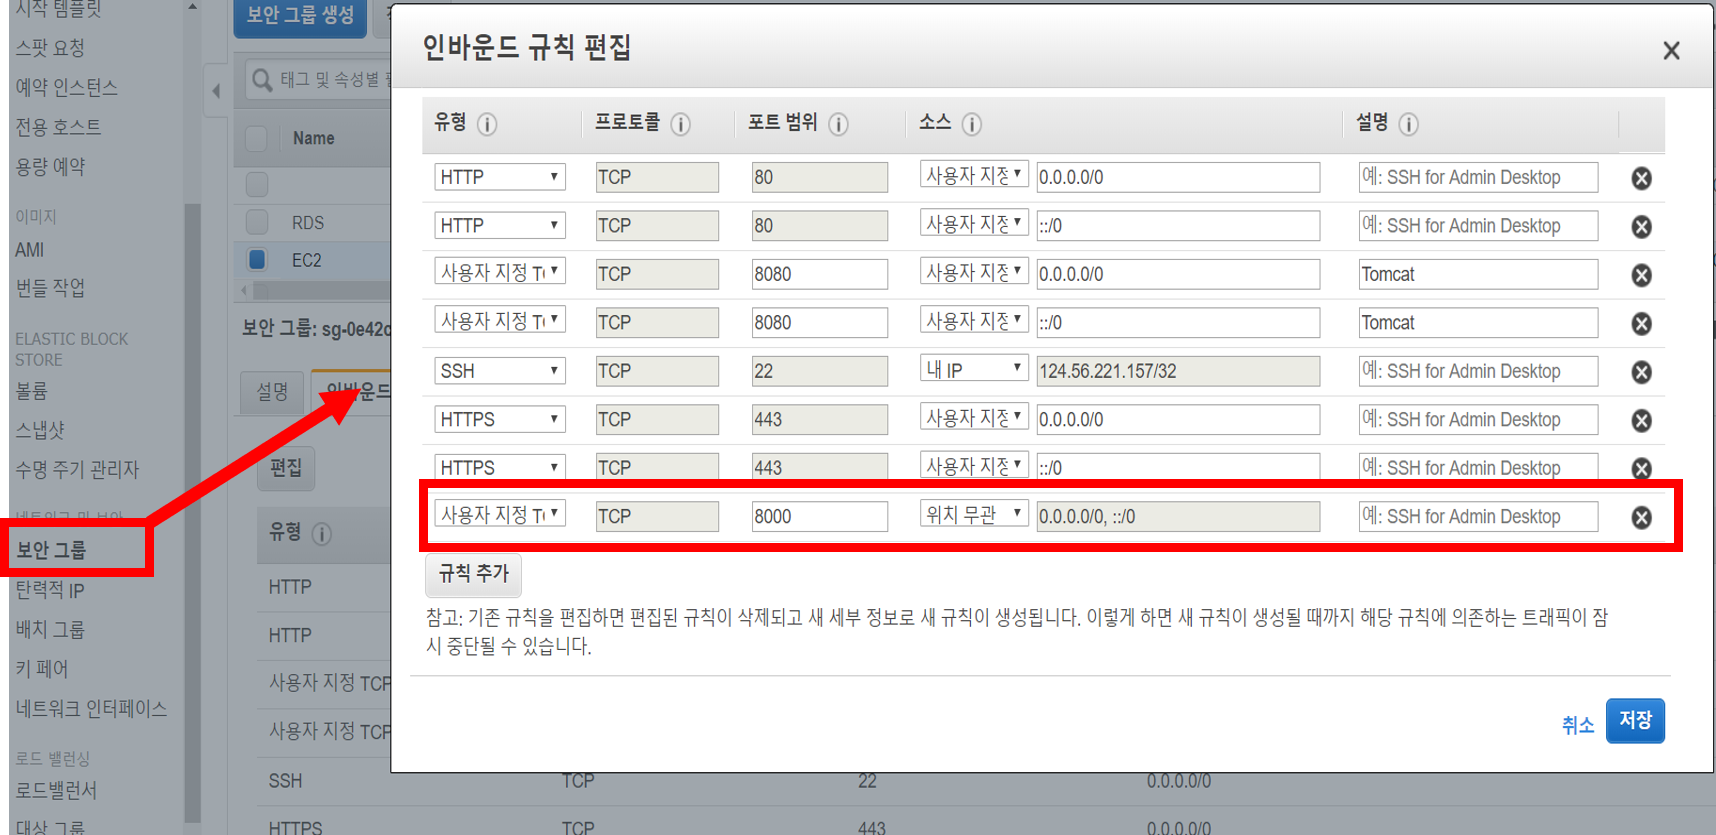 시작 템플릿
스팟 요청
예약 인스턴스
전용 호스트
용량 예약
이미지
AMI
번들 작업
ELASTIC BLOCK
STORE
볼륨
스냅샷
수명 주기 관리자
네트워크 및 보안
보안 그룹
탄력적 IP
배치 그룹
키 페어
네트워크 인터페이스
로드 밸런싱
로드밸런서
대상 그룹
보안 그룹 생성
태그 및 속성별
Name
RDS
EC2
보안 그룹: sg-0e42
설명 인바운드
편집
유형
HTTP
HTTP
사용자 지정 TCP
사용자 지정 TCP
SSH TCP 22 0.0.0.0/0
HTTPS TCP 443 0.0.0.0/0
인바운드 규칙 편집
유형 프로토콜 포트 범위 소스 설명
HTTP TCP 80 사용자 지정 0.0.0.0/0 예: SSH for Admin Desktop
HTTP TCP 80 사용자 지정 ::/0 예: SSH for Admin Desktop
사용자 지정 TCP 8080 사용자 지정 0.0.0.0/0 Tomcat
사용자 지정 TCP 8080 사용자 지정 ::/0 Tomcat
SSH TCP 22 내 IP 124.56.221.157/32 예: SSH for Admin Desktop
HTTPS TCP 443 사용자 지정 0.0.0.0/0 예: SSH for Admin Desktop
HTTPS TCP 443 사용자 지정 ::/0 예: SSH for Admin Desktop
사용자 지정 TCP 8000 위치 무관 0.0.0.0/0, ::/0 예: SSH for Admin Desktop
규칙 추가
참고: 기존 규칙을 편집하면 편집된 규칙이 삭제되고 새 세부 정보로 새 규칙이 생성됩니다. 이렇게 하면 새 규칙이 생성될 때까지 해당 규칙에 의존하는 트래픽이 잠
시 중단될 수 있습니다.
취소 저장